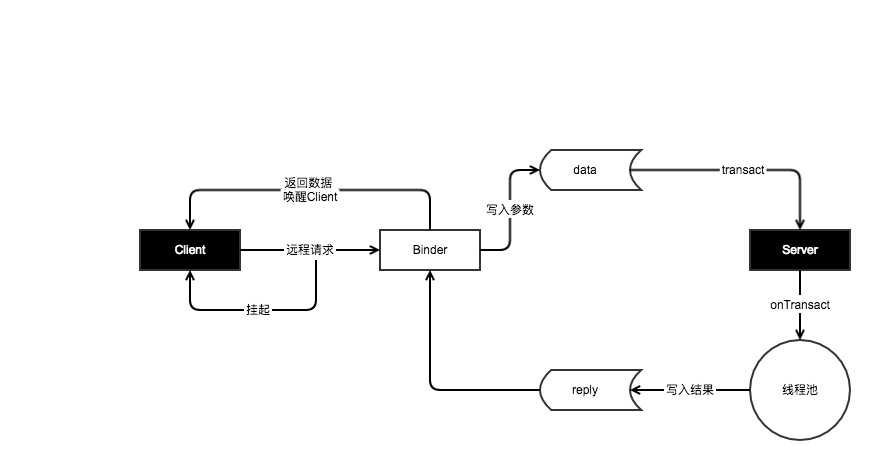 data
transact
返回数据
唤醒Client
写入参数
Client
远程请求
Binder
Server
挂起
onTransact
reply
写入结果
线程池